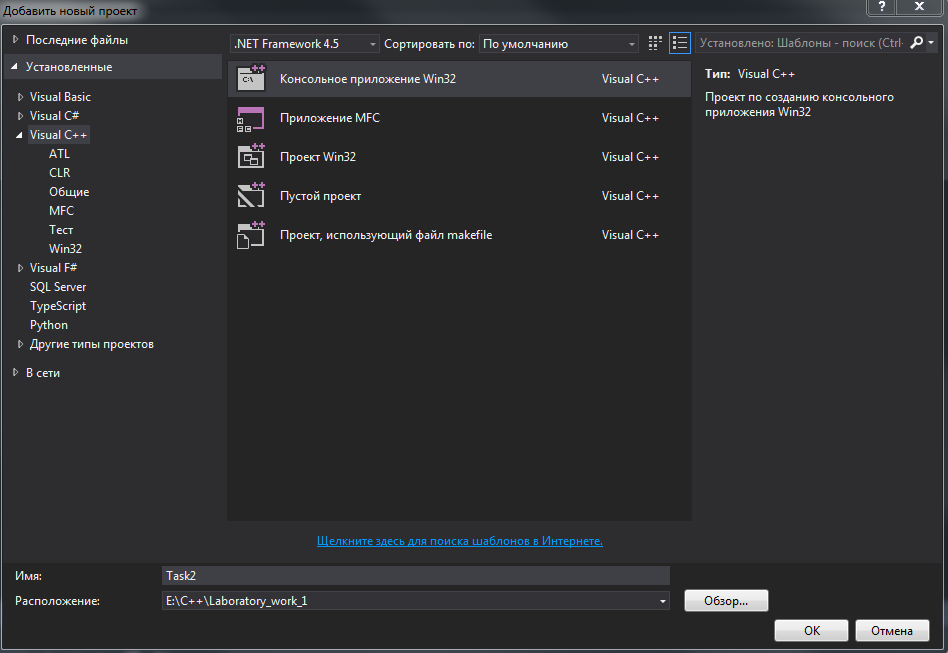 Добавить новый проект
?
Последние файлы
Установленные
Visual Basic
Visual C#
Visual C++
ATL
CLR
Общие
MFC
Тест
Win32
Visual F#
SQL Server
TypeScript
Python
Другие типы проектов
В сети
.NET Framework 4.5
Сортировать по:
По умолчанию
Установлено: Шаблоны - поиск (Ctrl-
Консольное приложение Win32 Visual C++
Приложение MFC Visual C++
Проект Win32 Visual C++
Пустой проект Visual C++
Проект, использующий файл makefile Visual C++
Тип: Visual C++
Проект по созданию консольного
приложения Win32
Щелкните здесь для поиска шаблонов в Интернете.
Имя: Task2
Расположение: E:\C++\Laboratory_work_1
Обзор...
OK Отмена